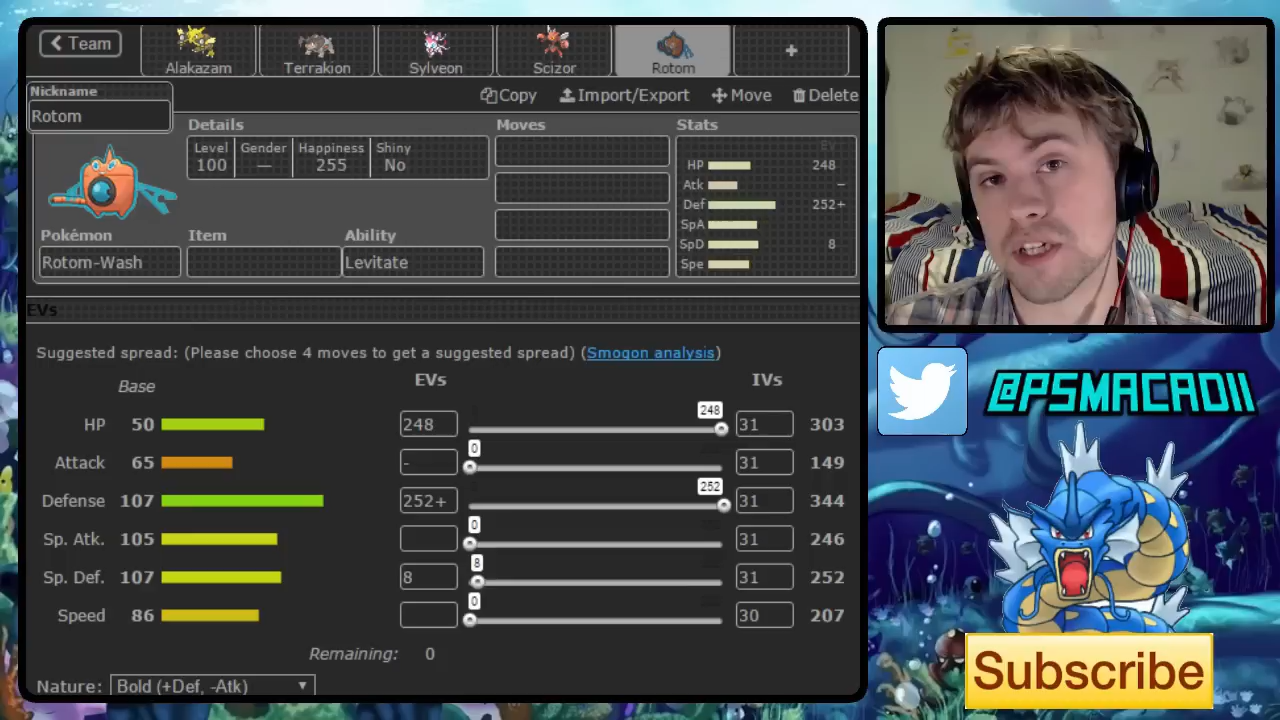 Team
Alakazam
Terrakion
Sylveon
Scizor
Rotom
+
Copy
Import/Export
Move
Delete
Nickname
Rotom
Details
Moves
Stats
Level
100
Gender
—
Happiness
255
Shiny
No
EV
HP 248
Atk –
Def 252+
SpA
SpD 8
Spe
Pokémon
Rotom-Wash
Item
Ability
Levitate
EVs
Suggested spread: (Please choose 4 moves to get a suggested spread) (Smogon analysis)
Base EVs IVs
HP 50 248 248 31 303
Attack 65 - 0 31 149
Defense 107 252+ 252 31 344
Sp. Atk. 105 0 31 246
Sp. Def. 107 8 8 31 252
Speed 86 0 30 207
Remaining: 0
Nature: Bold (+Def, -Atk)
@PSMACADII
Subscribe